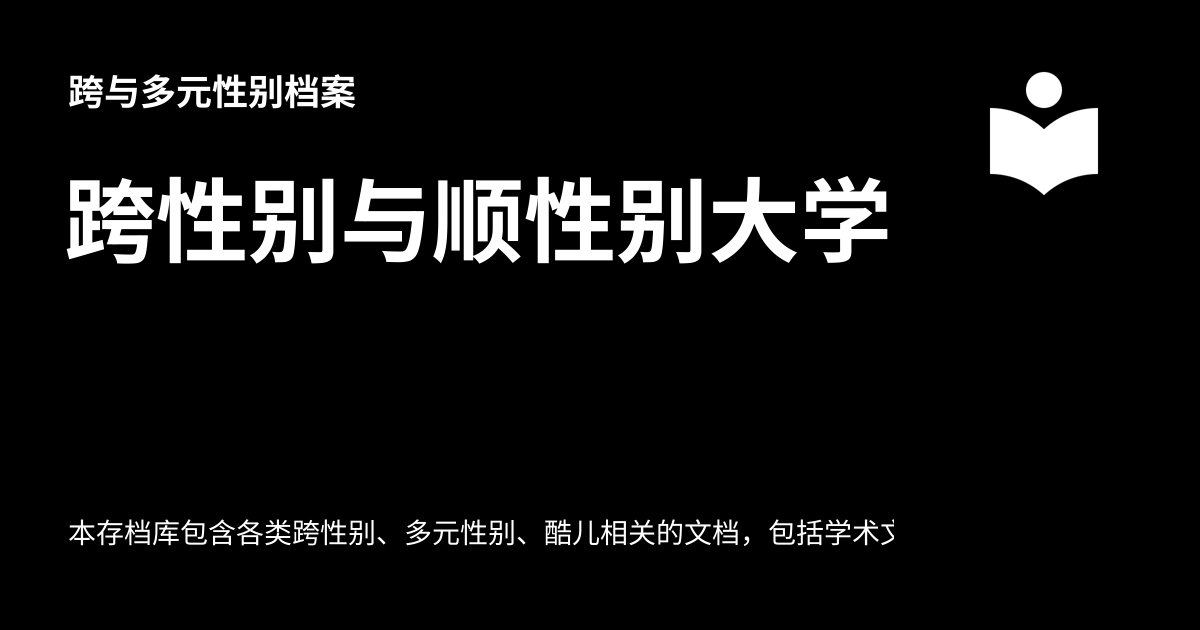 跨与多元性别档案
跨性别与顺性别大学
本存档库包含各类跨性别、多元性别、酷儿相关的文档，包括学术